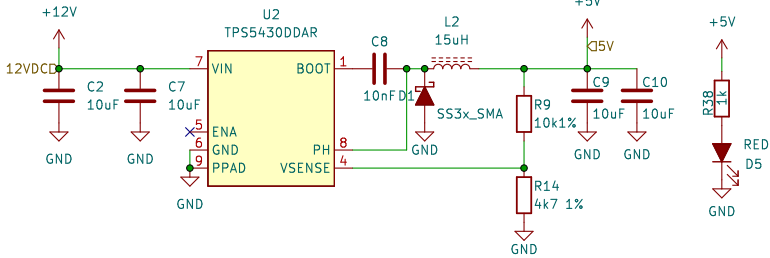 +12V
U2
TPS5430DDAR
C8
L2
15uH
+5V
5V
+5V
12VDC
7
VIN
BOOT
1
C2
10uF
C7
10uF
10nF
D1
SS3x_SMA
GND
R9
10k1%
C9
10uF
C10
10uF
R38
1k
GND
GND
5
ENA
6
GND
9
PPAD
PH
8
VSENSE
4
GND
GND
RED
D5
GND
R14
4k7 1%
GND
GND